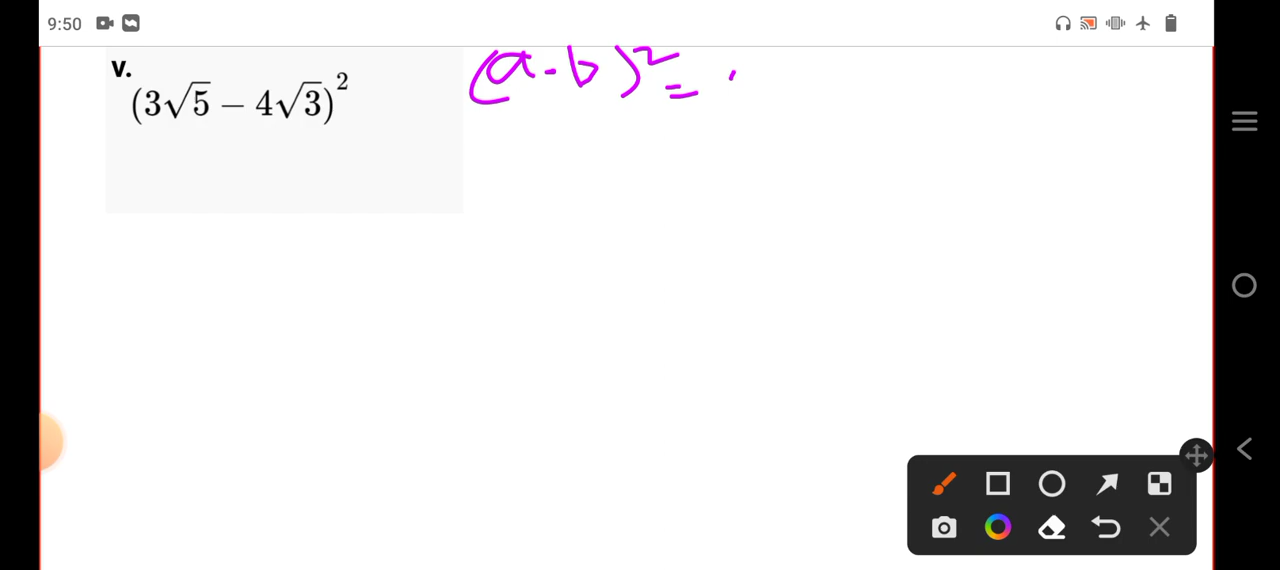 9:50
v.
(3√5 − 4√3)²
(a-b)² =